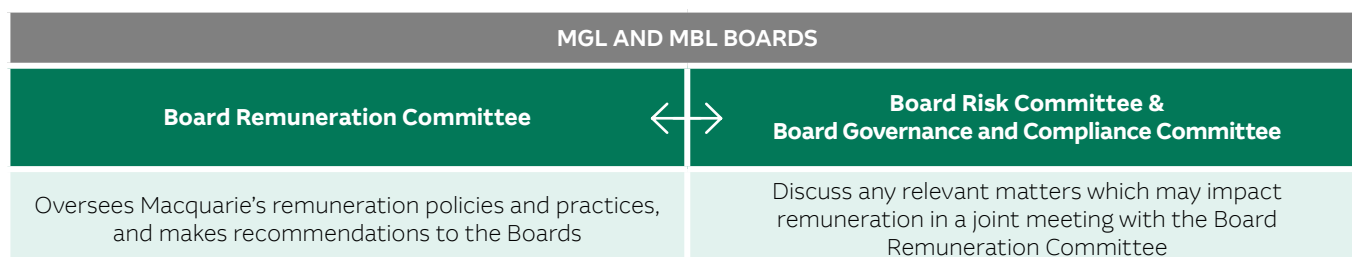 MGL AND MBL BOARDS
Board Remuneration Committee
Board Risk Committee &
Board Governance and Compliance Committee
Oversees Macquarie’s remuneration policies and practices,
and makes recommendations to the Boards
Discuss any relevant matters which may impact
remuneration in a joint meeting with the Board
Remuneration Committee